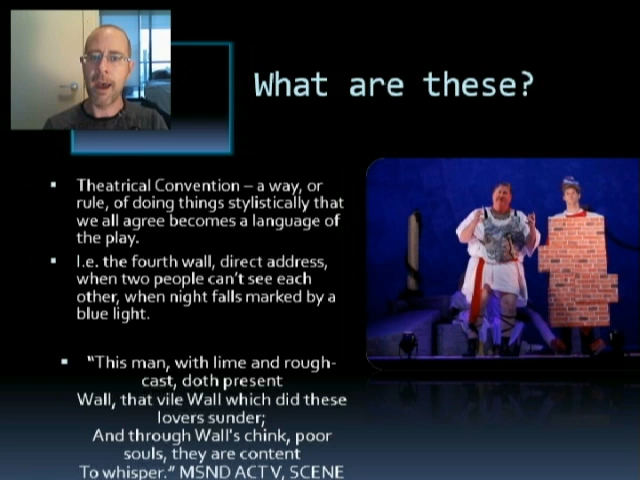 What are these?
Theatrical Convention – a way, or
rule, of doing things stylistically that
we all agree becomes a language of
the play.
I.e. the fourth wall, direct address,
when two people can't see each
other, when night falls marked by a
blue light.
"This man, with lime and rough-
cast, doth present
Wall, that vile Wall which did these
lovers sunder;
And through Wall's chink, poor
souls, they are content
To whisper." MSND ACT V, SCENE